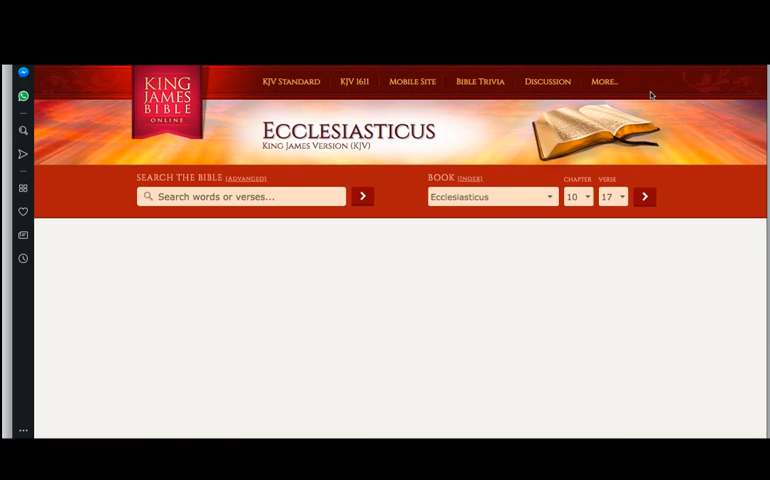 KING
JAMES
BIBLE
ONLINE
KJV STANDARD KJV 1611 MOBILE SITE BIBLE TRIVIA DISCUSSION MORE...
ECCLESIASTICUS
KING JAMES VERSION (KJV)
SEARCH THE BIBLE [ADVANCED] BOOK [INDEX] CHAPTER VERSE
Search words or verses... Ecclesiasticus 10 17